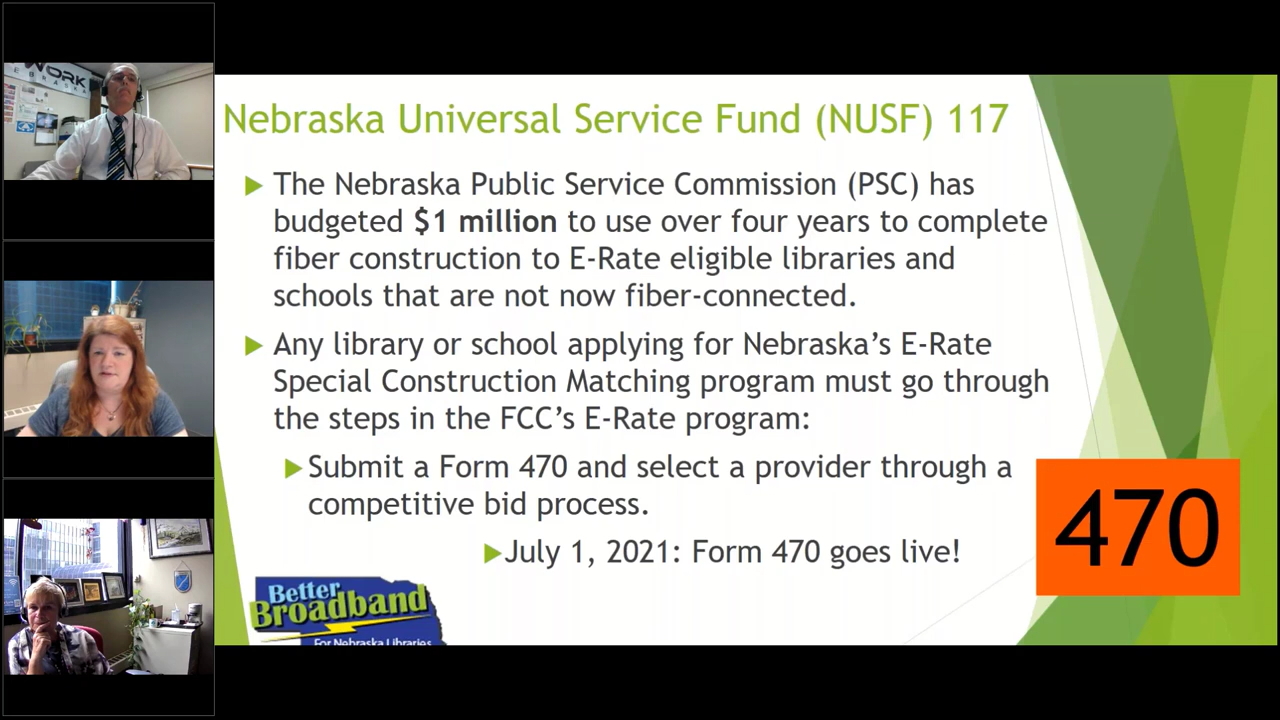 WORK
Nebraska Universal Service Fund (NUSF) 117
The Nebraska Public Service Commission (PSC) has
budgeted $1 million to use over four years to complete
fiber construction to E-Rate eligible libraries and
schools that are not now fiber-connected.
Any library or school applying for Nebraska’s E-Rate
Special Construction Matching program must go through
the steps in the FCC’s E-Rate program:
Submit a Form 470 and select a provider through a
competitive bid process.
July 1, 2021: Form 470 goes live!
470
Better
Broadband
For Nebraska Libraries